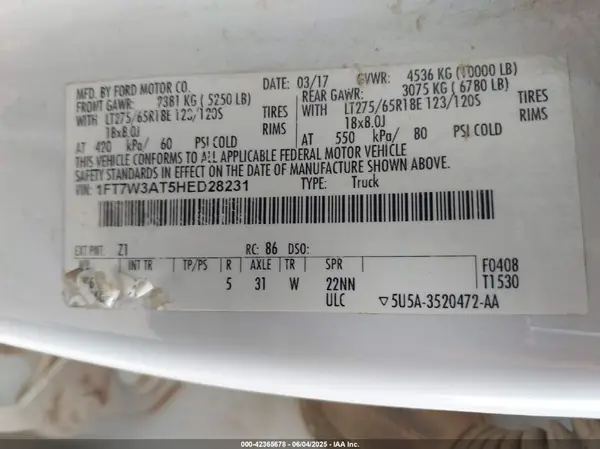 MFD. BY FORD MOTOR CO.
DATE: 03/17 GVWR: 4536 KG (10000 LB)
FRONT GAWR: 2381 KG ( 5250 LB)
REAR GAWR: 3075 KG ( 6780 LB)
WITH LT275/65R18E 123/120S TIRES
WITH LT275/65R18E 123/120S TIRES
18x8.0J RIMS
18x8.0J RIMS
AT 420 kPa/ 60 PSI COLD
AT 550 kPa/ 80 PSI COLD
THIS VEHICLE CONFORMS TO ALL APPLICABLE FEDERAL MOTOR VEHICLE
SAFETY STANDARDS IN EFFECT ON THE DATE OF MANUFACTURE SHOWN ABOVE.
VIN: 1FT7W3AT5HED28231 TYPE: Truck
EXT PNT: Z1 RC: 86 DSO:
INT TR TP/PS R AXLE TR SPR F0408
5 31 W 22NN T1530
ULC ▽5U5A-3520472-AA
000-42365678 - 06/04/2025 - IAA Inc.